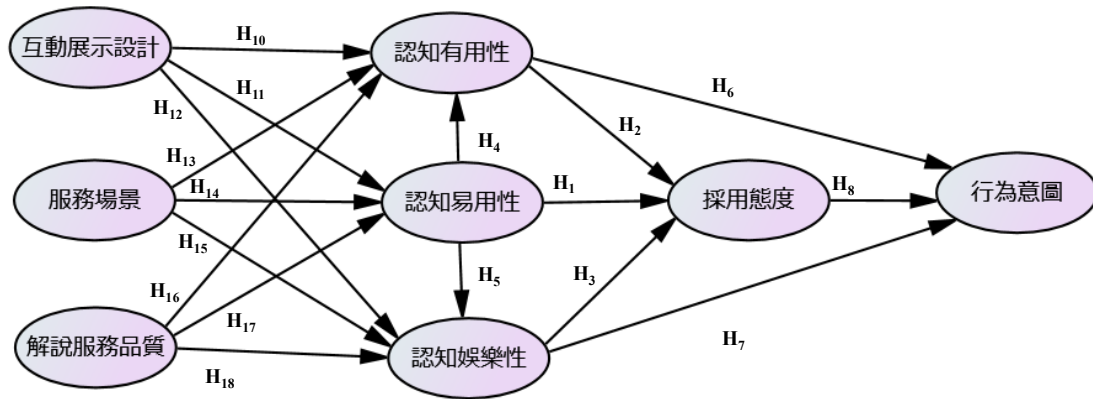 互動展示設計
服務場景
解說服務品質
認知有用性
認知易用性
認知娛樂性
採用態度
行為意圖
H10
H11
H12
H13
H14
H15
H16
H17
H18
H4
H5
H1
H2
H3
H6
H7
H8